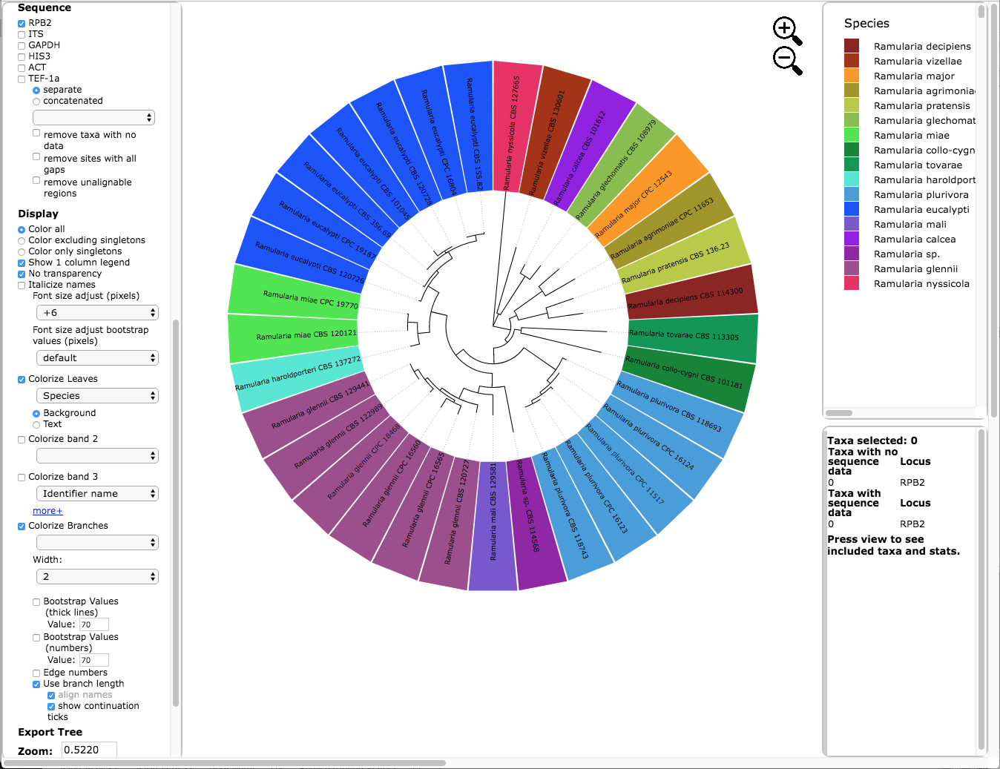 Sequence
RPB2
ITS
GAPDH
HIS3
ACT
TEF-1a
separate
concatenated
remove taxa with no
data
remove sites with all
gaps
remove unalignable
regions
Display
Color all
Color excluding singletons
Color only singletons
Show 1 column legend
No transparency
Italicize names
Font size adjust (pixels)
+6
Font size adjust bootstrap
values (pixels)
default
Colorize Leaves
Species
Background
Text
Colorize band 2
Colorize band 3
Identifier name
more+
Colorize Branches
Width:
2
Bootstrap Values
(thick lines)
Value: 70
Bootstrap Values
(numbers)
Value: 70
Edge numbers
Use branch length
align names
show continuation
ticks
Export Tree
Zoom: 0.5220
Ramularia nyssicola CBS 127665
Ramularia vizellae CBS 130601
Ramularia calcea CBS 101612
Ramularia glechomatis CBS 108979
Ramularia major CPC 12543
Ramularia agrimoniae CPC 11653
Ramularia pratensis CBS 136.23
Ramularia decipiens CBS 114300
Ramularia tovarae CBS 113305
Ramularia collo-cygni CBS 101181
Ramularia plurivora CBS 118693
Ramularia plurivora CPC 16124
Ramularia plurivora CPC 11517
Ramularia plurivora CPC 16123
Ramularia plurivora CBS 118743
Ramularia sp. CBS 114568
Ramularia mali CBS 129581
Ramularia glennii CBS 120727
Ramularia glennii CPC 16565
Ramularia glennii CPC 16560
Ramularia glennii CPC 18468
Ramularia glennii CBS 122989
Ramularia glennii CBS 129441
Ramularia haroldporteri CBS 137272
Ramularia miae CBS 120121
Ramularia miae CPC 19770
Ramularia eucalypti CBS 120726
Ramularia eucalypti CPC 19187
Ramularia eucalypti CBS 356.69
Ramularia eucalypti CBS 101045
Ramularia eucalypti CBS 120728
Ramularia eucalypti CPC 16804
Ramularia eucalypti CBS 155.82
Species
Ramularia decipiens
Ramularia vizellae
Ramularia major
Ramularia agrimonia
Ramularia pratensis
Ramularia glechomat
Ramularia miae
Ramularia collo-cygn
Ramularia tovarae
Ramularia haroldport
Ramularia plurivora
Ramularia eucalypti
Ramularia mali
Ramularia calcea
Ramularia sp.
Ramularia glennii
Ramularia nyssicola
Taxa selected: 0
Taxa with no
sequence Locus
data
0 RPB2
Taxa with
sequence Locus
data
0 RPB2
Press view to see
included taxa and stats.